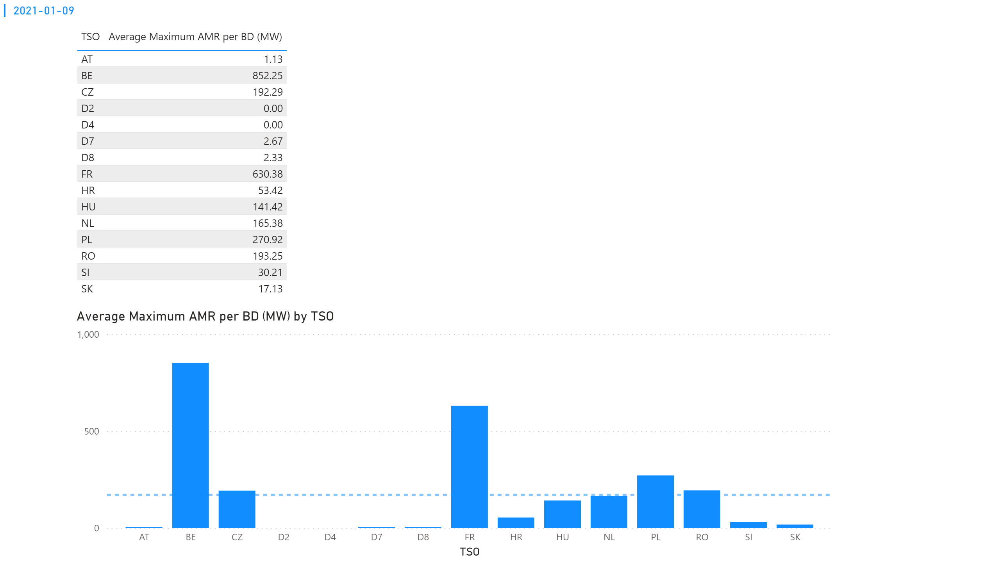 2021-01-09
TSO Average Maximum AMR per BD (MW)
AT 1.13
BE 852.25
CZ 192.29
D2 0.00
D4 0.00
D7 2.67
D8 2.33
FR 630.38
HR 53.42
HU 141.42
NL 165.38
PL 270.92
RO 193.25
SI 30.21
SK 17.13
Average Maximum AMR per BD (MW) by TSO
1,000
500
0
AT BE CZ D2 D4 D7 D8 FR HR HU NL PL RO SI SK
TSO